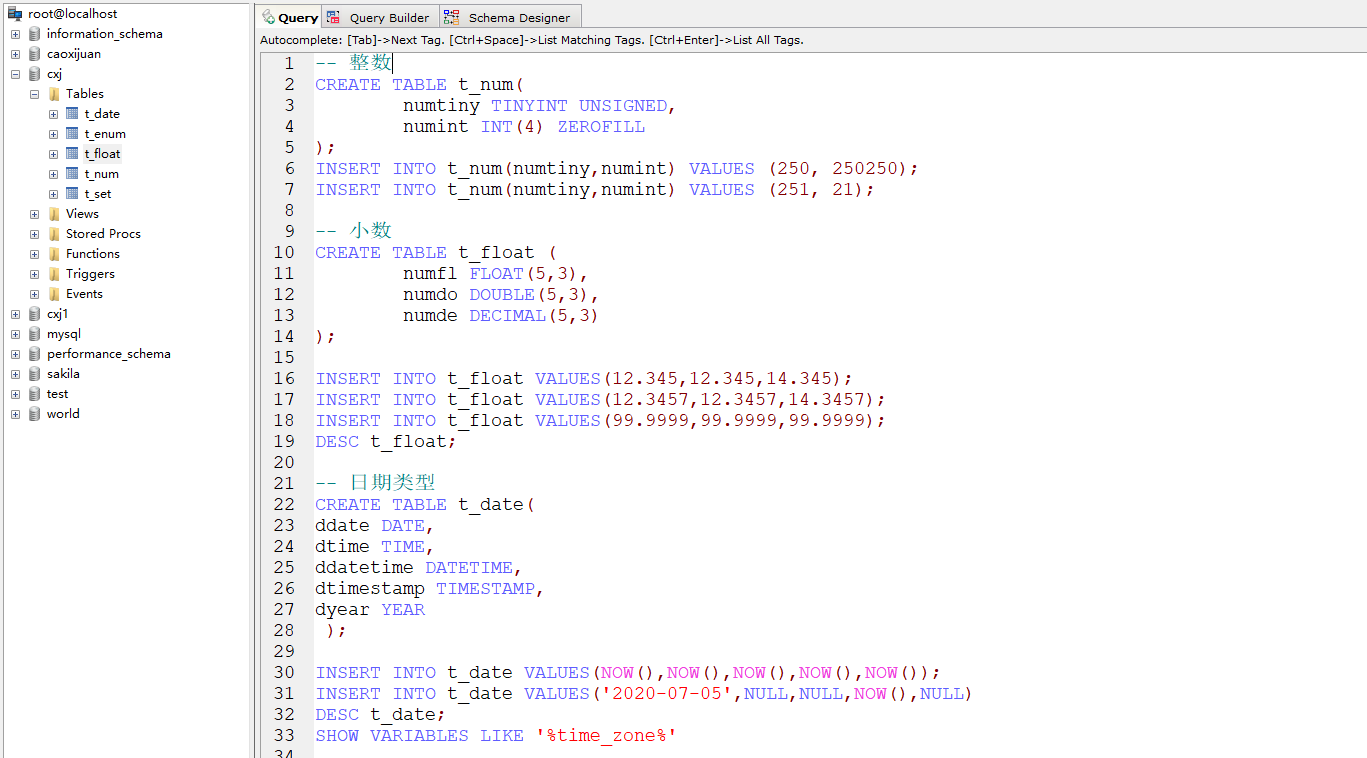 root@localhost
information_schema
caoxijuan
cxj
Tables
t_date
t_enum
t_float
t_num
t_set
Views
Stored Procs
Functions
Triggers
Events
cxj1
mysql
performance_schema
sakila
test
world
Query Query Builder Schema Designer
Autocomplete: [Tab]->Next Tag. [Ctrl+Space]->List Matching Tags. [Ctrl+Enter]->List All Tags.
1 -- 整数
2 CREATE TABLE t_num(
3 numtiny TINYINT UNSIGNED,
4 numint INT(4) ZEROFILL
5 );
6 INSERT INTO t_num(numtiny,numint) VALUES (250, 250250);
7 INSERT INTO t_num(numtiny,numint) VALUES (251, 21);
8
9 -- 小数
10 CREATE TABLE t_float (
11 numfl FLOAT(5,3),
12 numdo DOUBLE(5,3),
13 numde DECIMAL(5,3)
14 );
15
16 INSERT INTO t_float VALUES(12.345,12.345,14.345);
17 INSERT INTO t_float VALUES(12.3457,12.3457,14.3457);
18 INSERT INTO t_float VALUES(99.9999,99.9999,99.9999);
19 DESC t_float;
20
21 -- 日期类型
22 CREATE TABLE t_date(
23 ddate DATE,
24 dtime TIME,
25 ddatetime DATETIME,
26 dtimestamp TIMESTAMP,
27 dyear YEAR
28 );
29
30 INSERT INTO t_date VALUES(NOW(),NOW(),NOW(),NOW(),NOW());
31 INSERT INTO t_date VALUES('2020-07-05',NULL,NULL,NOW(),NULL)
32 DESC t_date;
33 SHOW VARIABLES LIKE '%time_zone%'
34